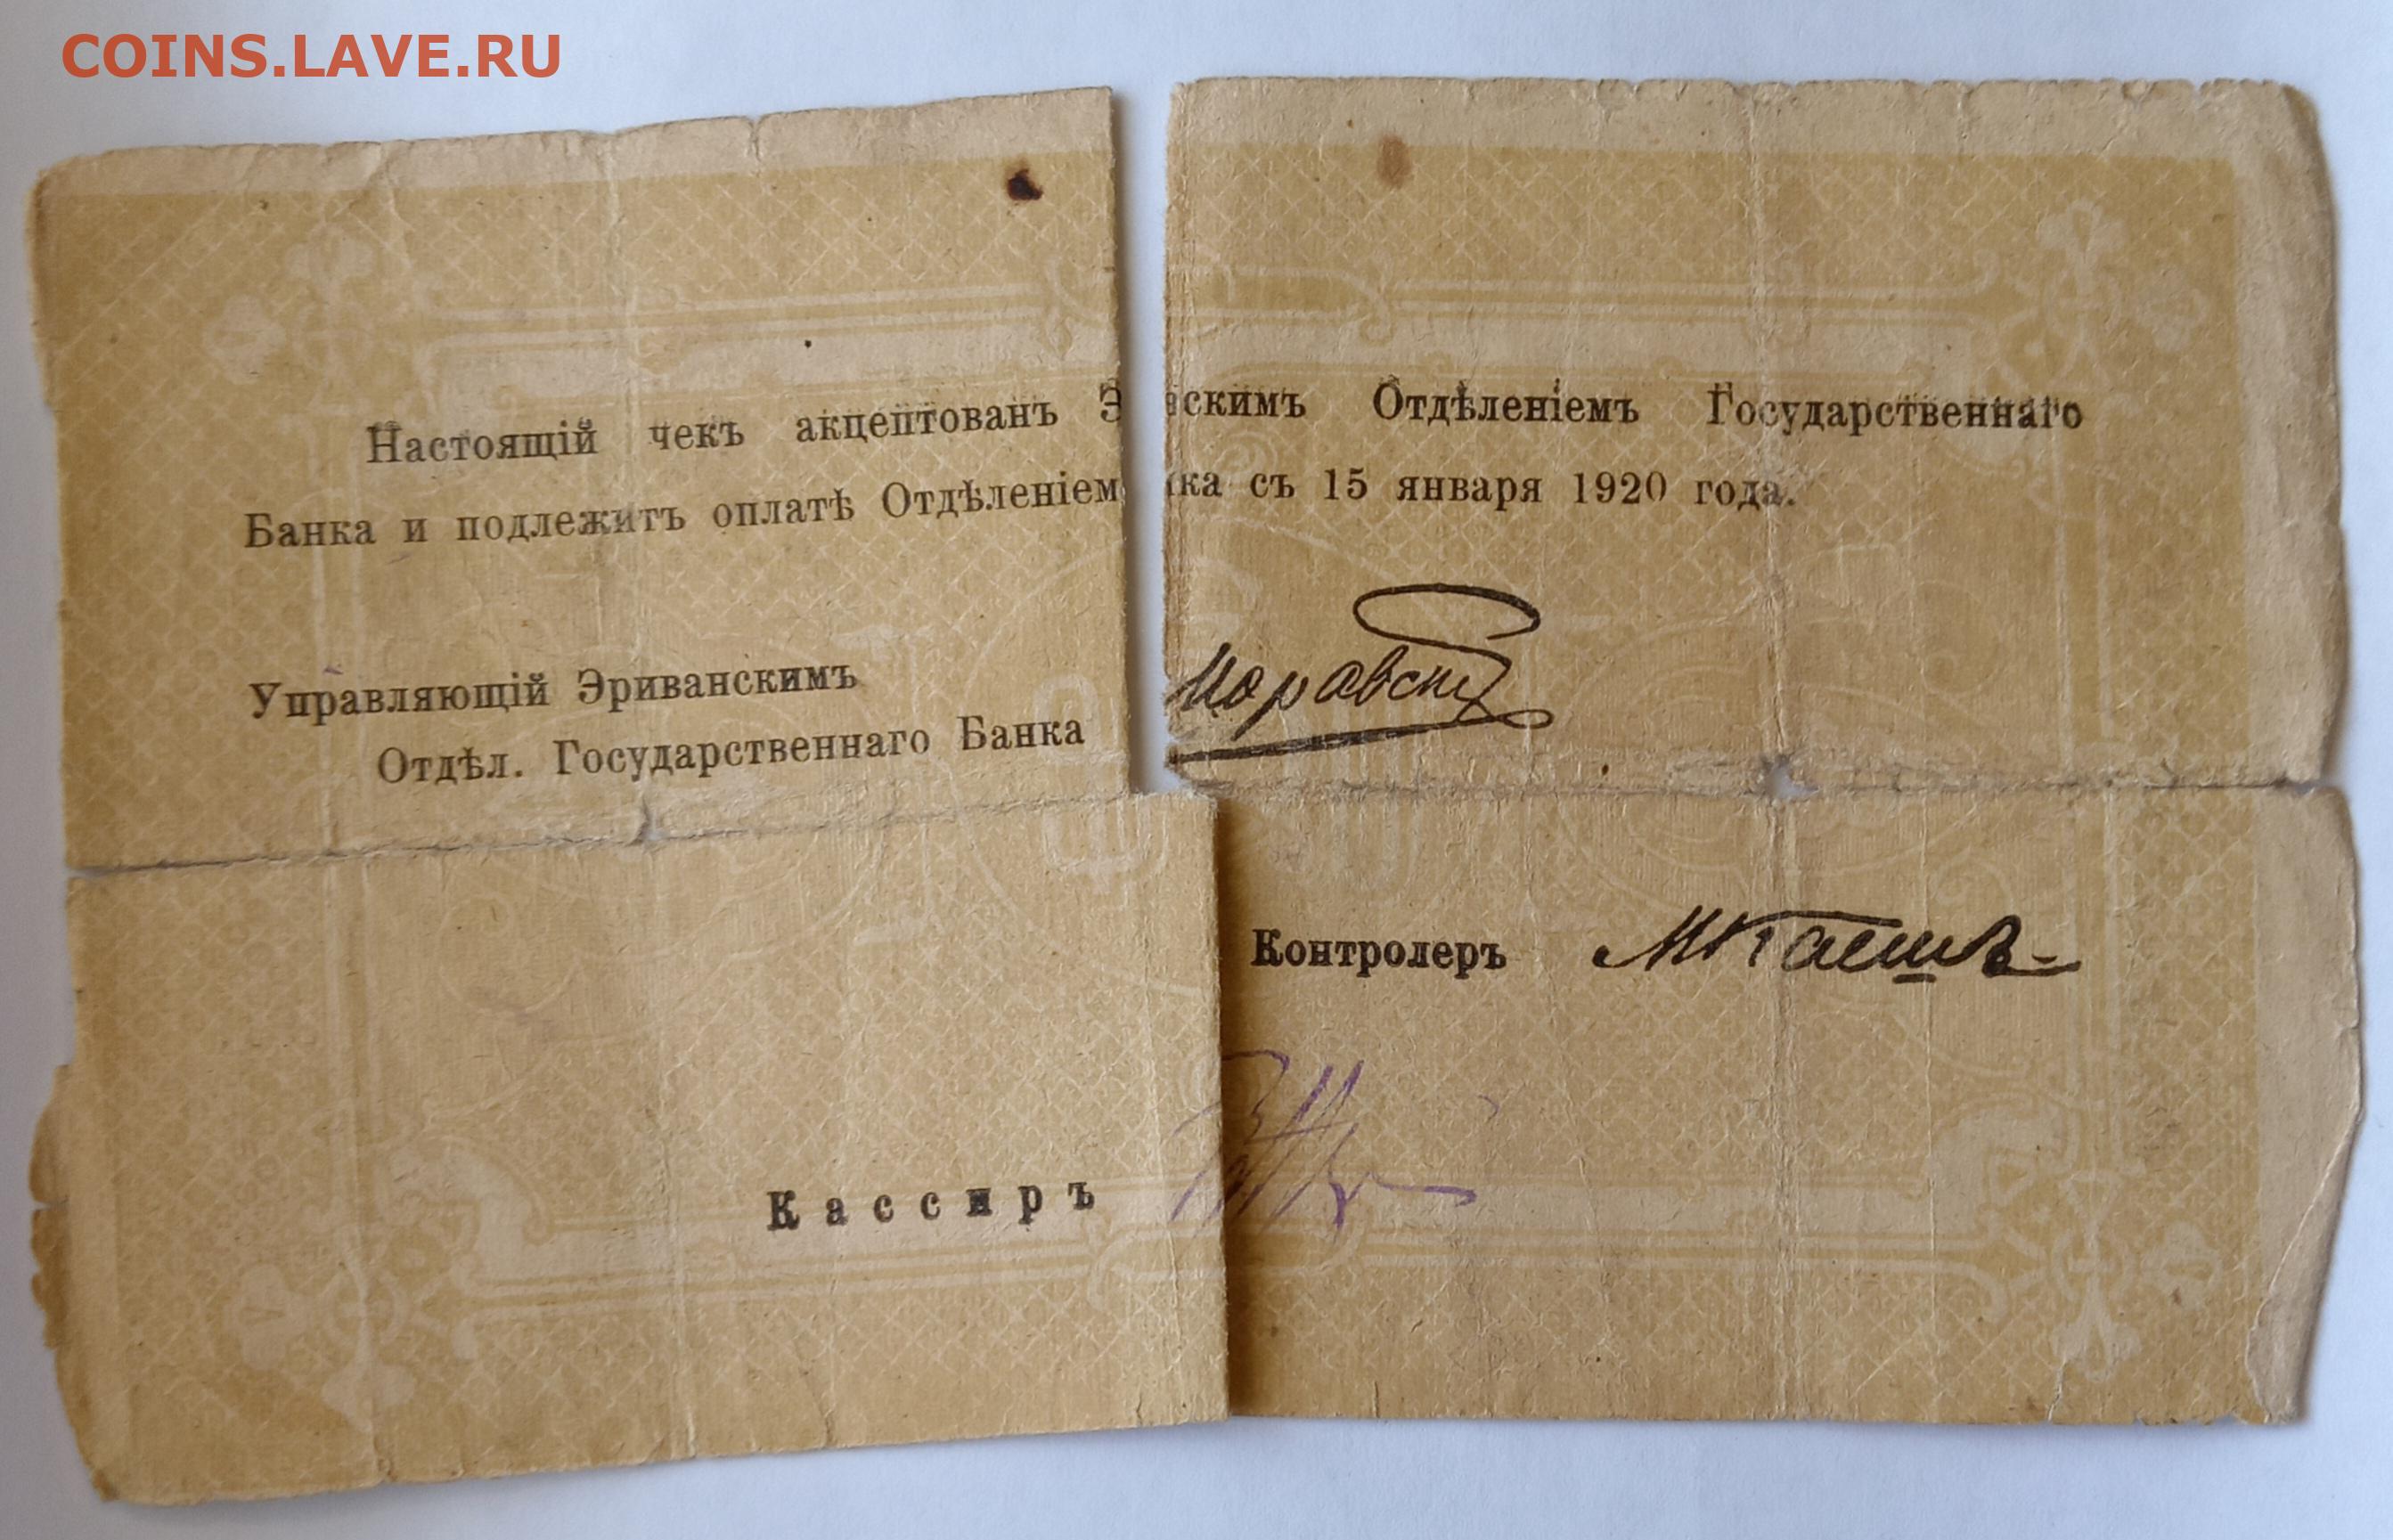 COINS.LAVE.RU
Настоящій чекъ акцептованъ Э скимъ Отдѣленіемъ Государственнаго
Банка и подлежитъ оплатѣ Отдѣленіем ка съ 15 января 1920 года.
Управляющій Эриванскимъ
Отдѣл. Государственнаго Банка
Контролеръ
Кассиръ